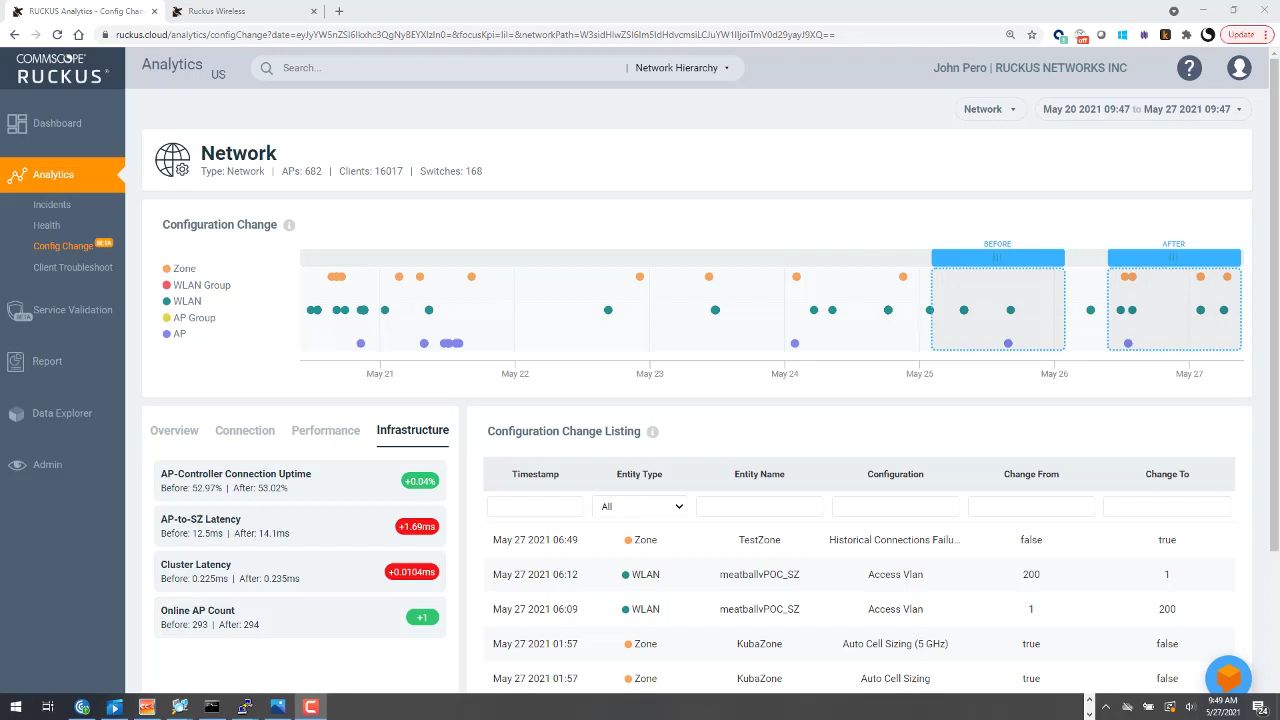 RUCKUS Analytics - Config Chang
Ruckus Wireless
ruckus.cloud/analytics/configChange?date=eyJyYW5nZSI6Ikxhc3QgNyBEYXlzIn0=&focusKpi=Il=&networkPath=W3sidHlwZSI6Im5ldHdvcmsiLCJuYW1lIjoiTmV0d29yayJ9XQ==
Update
COMMSCOPE®
RUCKUS®
Analytics
US
Search...
Network Hierarchy
John Pero | RUCKUS NETWORKS INC
Network
May 20 2021 09:47 to May 27 2021 09:47
Dashboard
Analytics
Incidents
Health
Config Change BETA
Client Troubleshoot
Service Validation
BETA
Report
Data Explorer
Admin
Network
Type: Network | APs: 682 | Clients: 16017 | Switches: 168
Configuration Change
BEFORE
AFTER
Zone
WLAN Group
WLAN
AP Group
AP
May 21
May 22
May 23
May 24
May 25
May 26
May 27
Overview Connection Performance Infrastructure
AP-Controller Connection Uptime
Before: 52.97% | After: 53.02%
+0.04%
AP-to-SZ Latency
Before: 12.5ms | After: 14.1ms
+1.69ms
Cluster Latency
Before: 0.225ms | After: 0.235ms
+0.0104ms
Online AP Count
Before: 293 | After: 294
+1
Configuration Change Listing
Timestamp Entity Type Entity Name Configuration Change From Change To
All
May 27 2021 06:49 Zone TestZone Historical Connections Failu... false true
May 27 2021 06:12 WLAN meatballvPOC_SZ Access Vlan 200 1
May 27 2021 06:09 WLAN meatballvPOC_SZ Access Vlan 1 200
May 27 2021 01:57 Zone KubaZone Auto Cell Sizing (5 GHz) true false
May 27 2021 01:57 Zone KubaZone Auto Cell Sizing true false
9:49 AM
5/27/2021
24